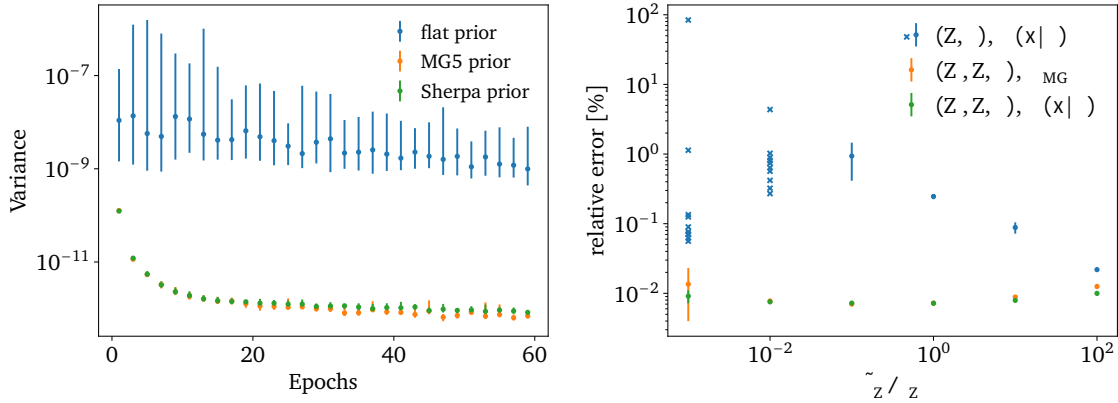 10⁻⁷
10⁻⁹
10⁻¹¹
Variance
0
20
40
60
Epochs
flat prior
MG5 prior
Sherpa prior
10² %
10¹ %
10⁰ %
10⁻¹ %
10⁻² %
relative error [%]
10⁻²
10⁰
10²
˜ Z / Z
(Z, ), (x| )
(Z ,Z, ), MG
(Z ,Z, ), (x| )